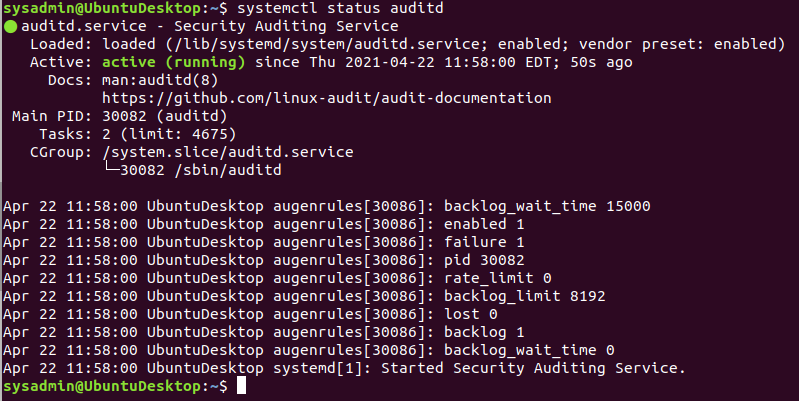 sysadmin@UbuntuDesktop:~$ systemctl status auditd
● auditd.service - Security Auditing Service
   Loaded: loaded (/lib/systemd/system/auditd.service; enabled; vendor preset: enabled)
   Active: active (running) since Thu 2021-04-22 11:58:00 EDT; 50s ago
     Docs: man:auditd(8)
           https://github.com/linux-audit/audit-documentation
 Main PID: 30082 (auditd)
    Tasks: 2 (limit: 4675)
   CGroup: /system.slice/auditd.service
           └─30082 /sbin/auditd

Apr 22 11:58:00 UbuntuDesktop augenrules[30086]: backlog_wait_time 15000
Apr 22 11:58:00 UbuntuDesktop augenrules[30086]: enabled 1
Apr 22 11:58:00 UbuntuDesktop augenrules[30086]: failure 1
Apr 22 11:58:00 UbuntuDesktop augenrules[30086]: pid 30082
Apr 22 11:58:00 UbuntuDesktop augenrules[30086]: rate_limit 0
Apr 22 11:58:00 UbuntuDesktop augenrules[30086]: backlog_limit 8192
Apr 22 11:58:00 UbuntuDesktop augenrules[30086]: lost 0
Apr 22 11:58:00 UbuntuDesktop augenrules[30086]: backlog 1
Apr 22 11:58:00 UbuntuDesktop augenrules[30086]: backlog_wait_time 0
Apr 22 11:58:00 UbuntuDesktop systemd[1]: Started Security Auditing Service.
sysadmin@UbuntuDesktop:~$